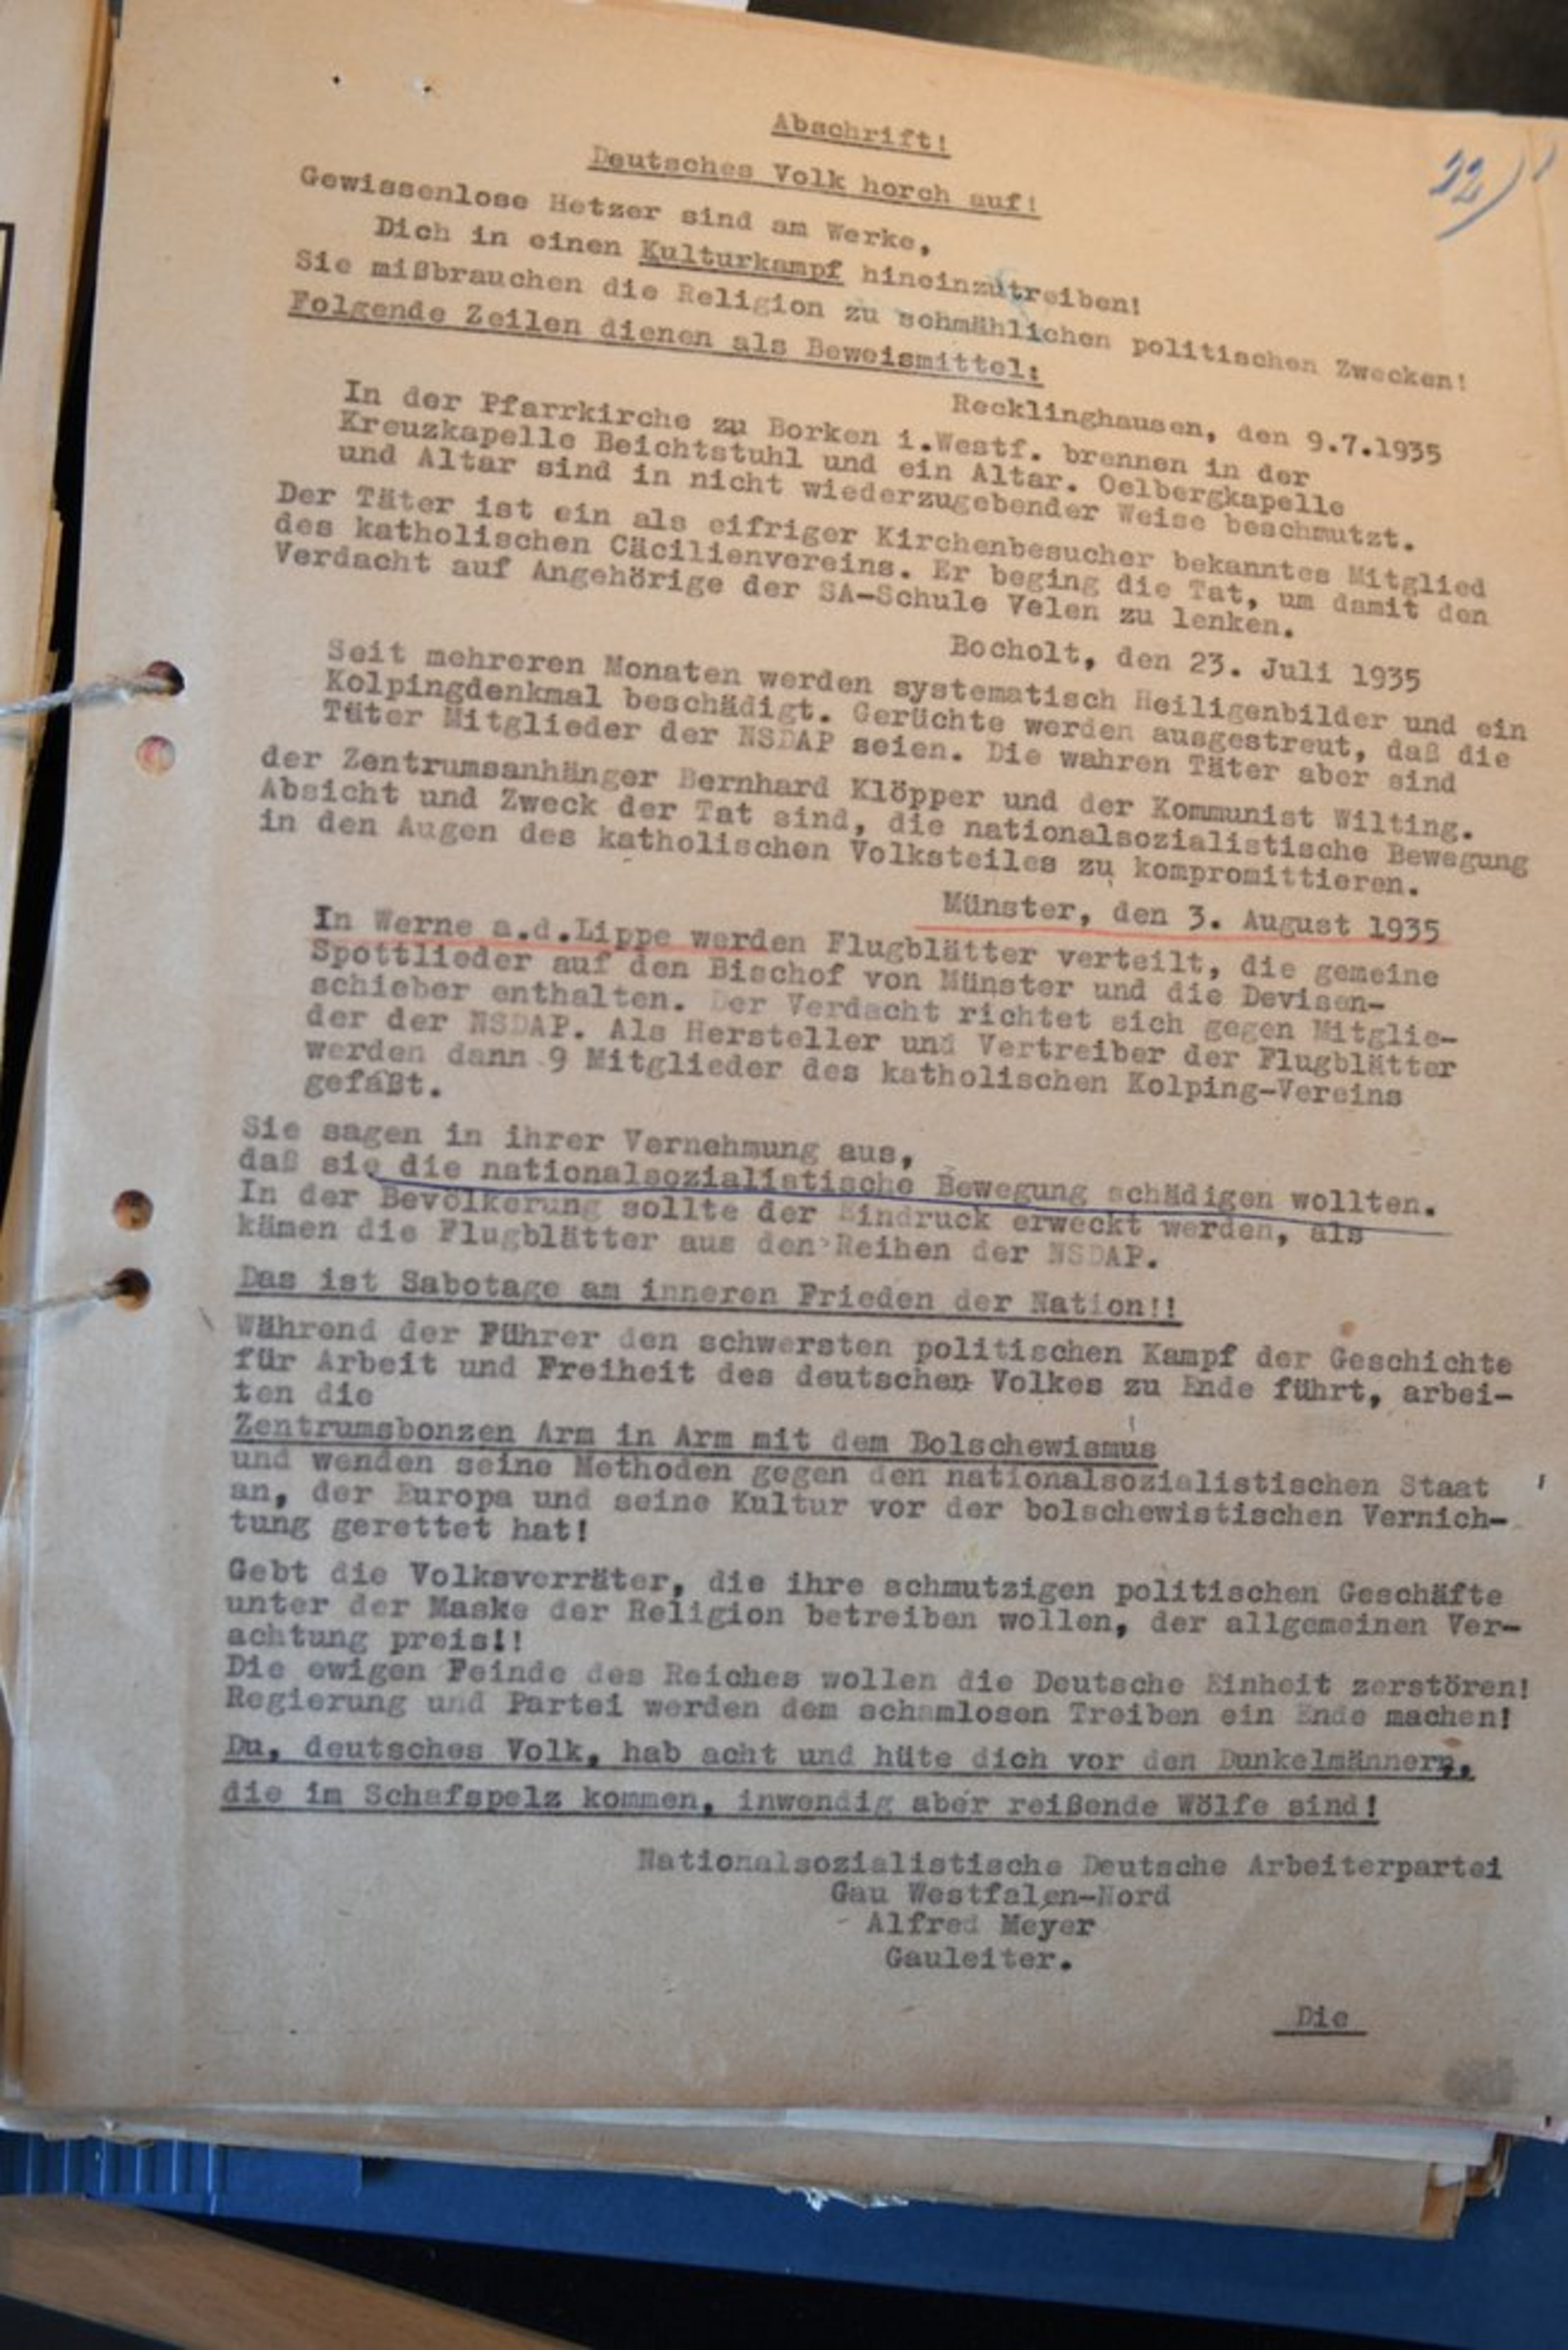 Abschrift!
22)
Deutsches Volk horch auf!
Gewissenlose Hetzer sind am Werke,
Dich in einen Kulturkampf hineinzutreiben!
Sie mißbrauchen die Religion zu schmählichen politischen Zwecken!
Folgende Zeilen dienen als Beweismittel:
Recklinghausen, den 9.7.1935
In der Pfarrkirche zu Borken i.Westf. brennen in der
Kreuzkapelle Beichtstuhl und ein Altar. Oelbergkapelle
und Altar sind in nicht wiederzugebender Weise beschmutzt.
Der Täter ist ein als eifriger Kirchenbesucher bekanntes Mitglied
des katholischen Cäcilienvereins. Er beging die Tat, um damit den
Verdacht auf Angehörige der SA-Schule Velen zu lenken.
Bocholt, den 23. Juli 1935
Seit mehreren Monaten werden systematisch Heiligenbilder und ein
Kolpingdenkmal beschädigt. Gerüchte werden ausgestreut, daß die
Täter Mitglieder der NSDAP seien. Die wahren Täter aber sind
der Zentrumsanhänger Bernhard Klöpper und der Kommunist Wilting.
Absicht und Zweck der Tat sind, die nationalsozialistische Bewegung
in den Augen des katholischen Volksteiles zu kompromittieren.
Münster, den 3. August 1935
In Werne a.d.Lippe werden Flugblätter verteilt, die gemeine
Spottlieder auf den Bischof von Münster und die Devisen-
schieber enthalten. Der Verdacht richtet sich gegen Mitglie-
der der NSDAP. Als Hersteller und Vertreiber der Flugblätter
werden dann 9 Mitglieder des katholischen Kolping-Vereins
gefaßt.
Sie sagen in ihrer Vernehmung aus,
daß sie die nationalsozialistische Bewegung schädigen wollten.
In der Bevölkerung sollte der Eindruck erweckt werden, als
kämen die Flugblätter aus den Reihen der NSDAP.
Das ist Sabotage am inneren Frieden der Nation!!
Während der Führer den schwersten politischen Kampf der Geschichte
für Arbeit und Freiheit des deutschen Volkes zu Ende führt, arbei-
ten die
Zentrumsbonzen Arm in Arm mit dem Bolschewismus
und wenden seine Methoden gegen den nationalsozialistischen Staat
an, der Europa und seine Kultur vor der bolschewistischen Vernich-
tung gerettet hat!
Gebt die Volksverräter, die ihre schmutzigen politischen Geschäfte
unter der Maske der Religion betreiben wollen, der allgemeinen Ver-
achtung preis!!
Die ewigen Feinde des Reiches wollen die Deutsche Einheit zerstören!
Regierung und Partei werden dem schamlosen Treiben ein Ende machen!
Du, deutsches Volk, hab acht und hüte dich vor den Dunkelmännern,
die im Schafspelz kommen, inwendig aber reißende Wölfe sind!
Nationalsozialistische Deutsche Arbeiterpartei
Gau Westfalen-Nord
Alfred Meyer
Gauleiter.
Die